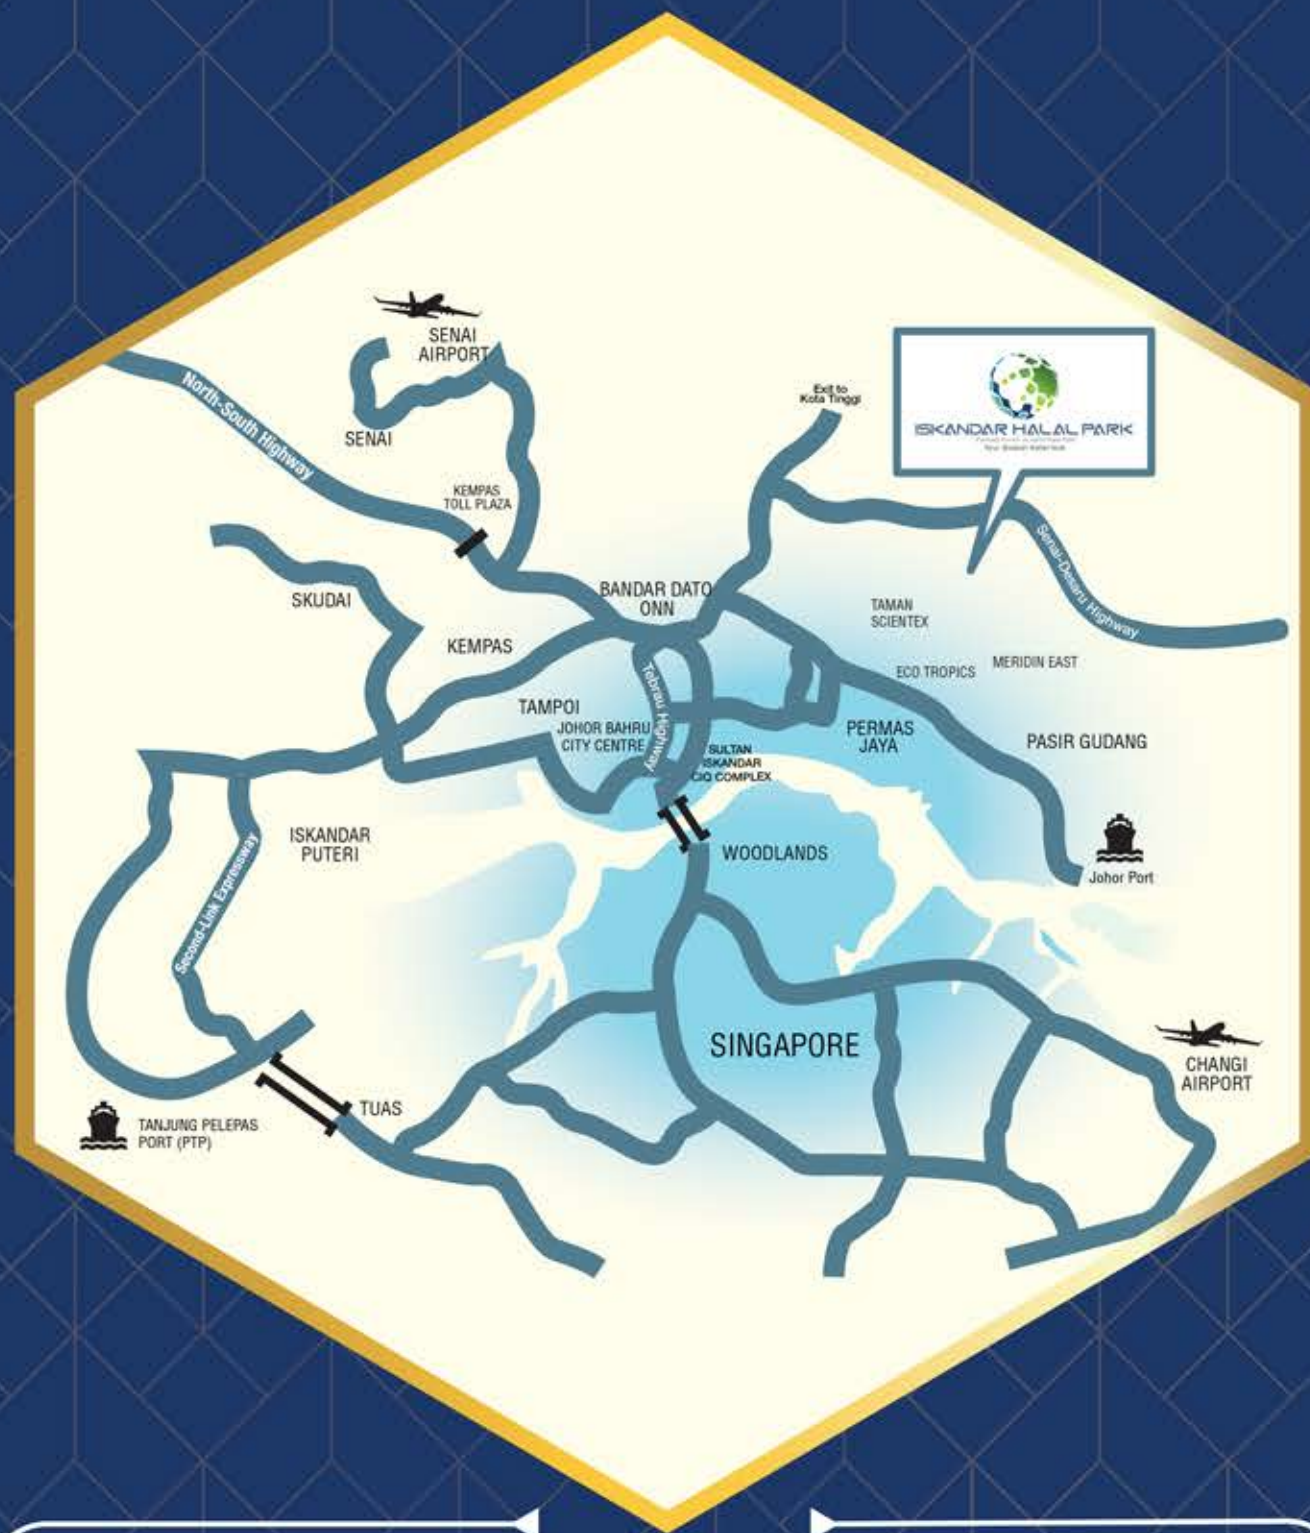 SENAI
AIRPORT
North-South Highway
SENAI
Exit to
Kota Tinggi
ISKANDAR HALAL PARK
KEMPAS
TOLL PLAZA
Senai-Desaru Highway
SKUDAI
BANDAR DATO
ONN
TAMAN
SCIENTEX
KEMPAS
ECO TROPICS
MERIDIN EAST
Tebrau Highway
TAMPOI
JOHOR BAHRU
CITY CENTRE
PERMAS
JAYA
PASIR GUDANG
SULTAN
ISKANDAR
CIQ COMPLEX
ISKANDAR
PUTERI
Second-Link Expressway
WOODLANDS
Johor Port
SINGAPORE
CHANGI
AIRPORT
TUAS
TANJUNG PELEPAS
PORT (PTP)